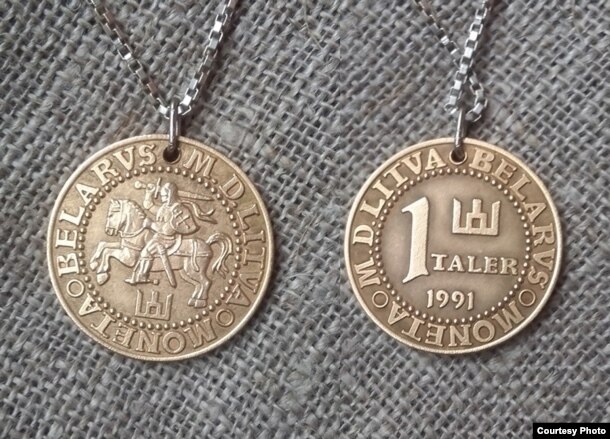 BELARVS M.D.LITVA MONETA
M.D.LITVA BELARVS MONETA
1
TALER
1991
Courtesy Photo